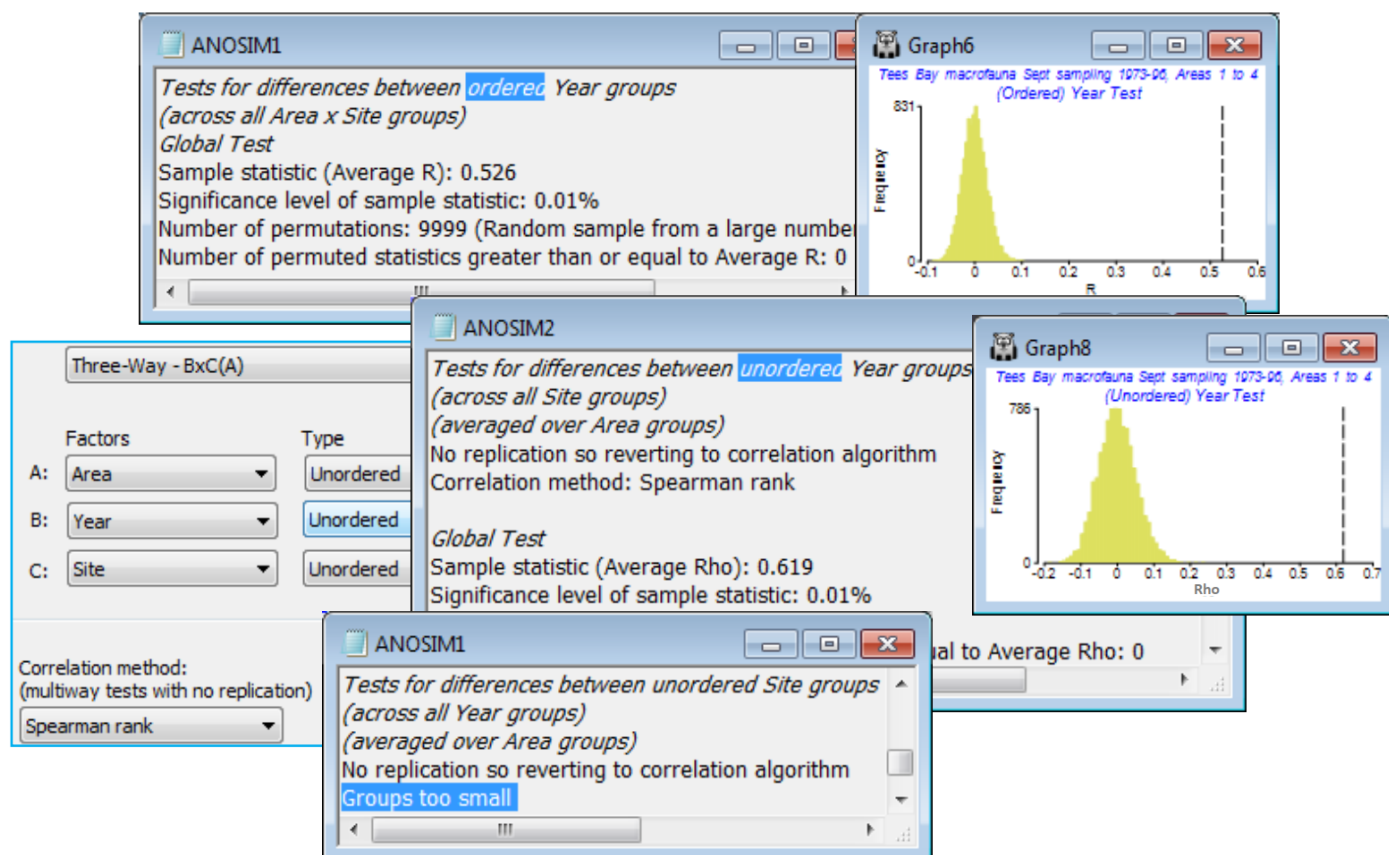 ANOSIM1
Tests for differences between ordered Year groups
(across all Area x Site groups)
Global Test
Sample statistic (Average R): 0.526
Significance level of sample statistic: 0.01%
Number of permutations: 9999 (Random sample from a large number
Number of permuted statistics greater than or equal to Average R: 0
Graph6
Tees Bay macrofauna Sept sampling 1973-96, Areas 1 to 4
(Ordered) Year Test
831
Frequency
0
-0.1 0 0.1 0.2 0.3 0.4 0.5 0.6
R
Three-Way - BxC(A)
Factors Type
A: Area Unordered
B: Year Unordered
C: Site Unordered
Correlation method:
(multiway tests with no replication)
Spearman rank
ANOSIM2
Tests for differences between unordered Year groups
(across all Site groups)
(averaged over Area groups)
No replication so reverting to correlation algorithm
Correlation method: Spearman rank
Global Test
Sample statistic (Average Rho): 0.619
Significance level of sample statistic: 0.01%
ual to Average Rho: 0
Graph8
Tees Bay macrofauna Sept sampling 1973-96, Areas 1 to 4
(Unordered) Year Test
786
Frequency
0
-0.2 -0.1 0 0.1 0.2 0.3 0.4 0.5 0.6 0.7
Rho
ANOSIM1
Tests for differences between unordered Site groups
(across all Year groups)
(averaged over Area groups)
No replication so reverting to correlation algorithm
Groups too small